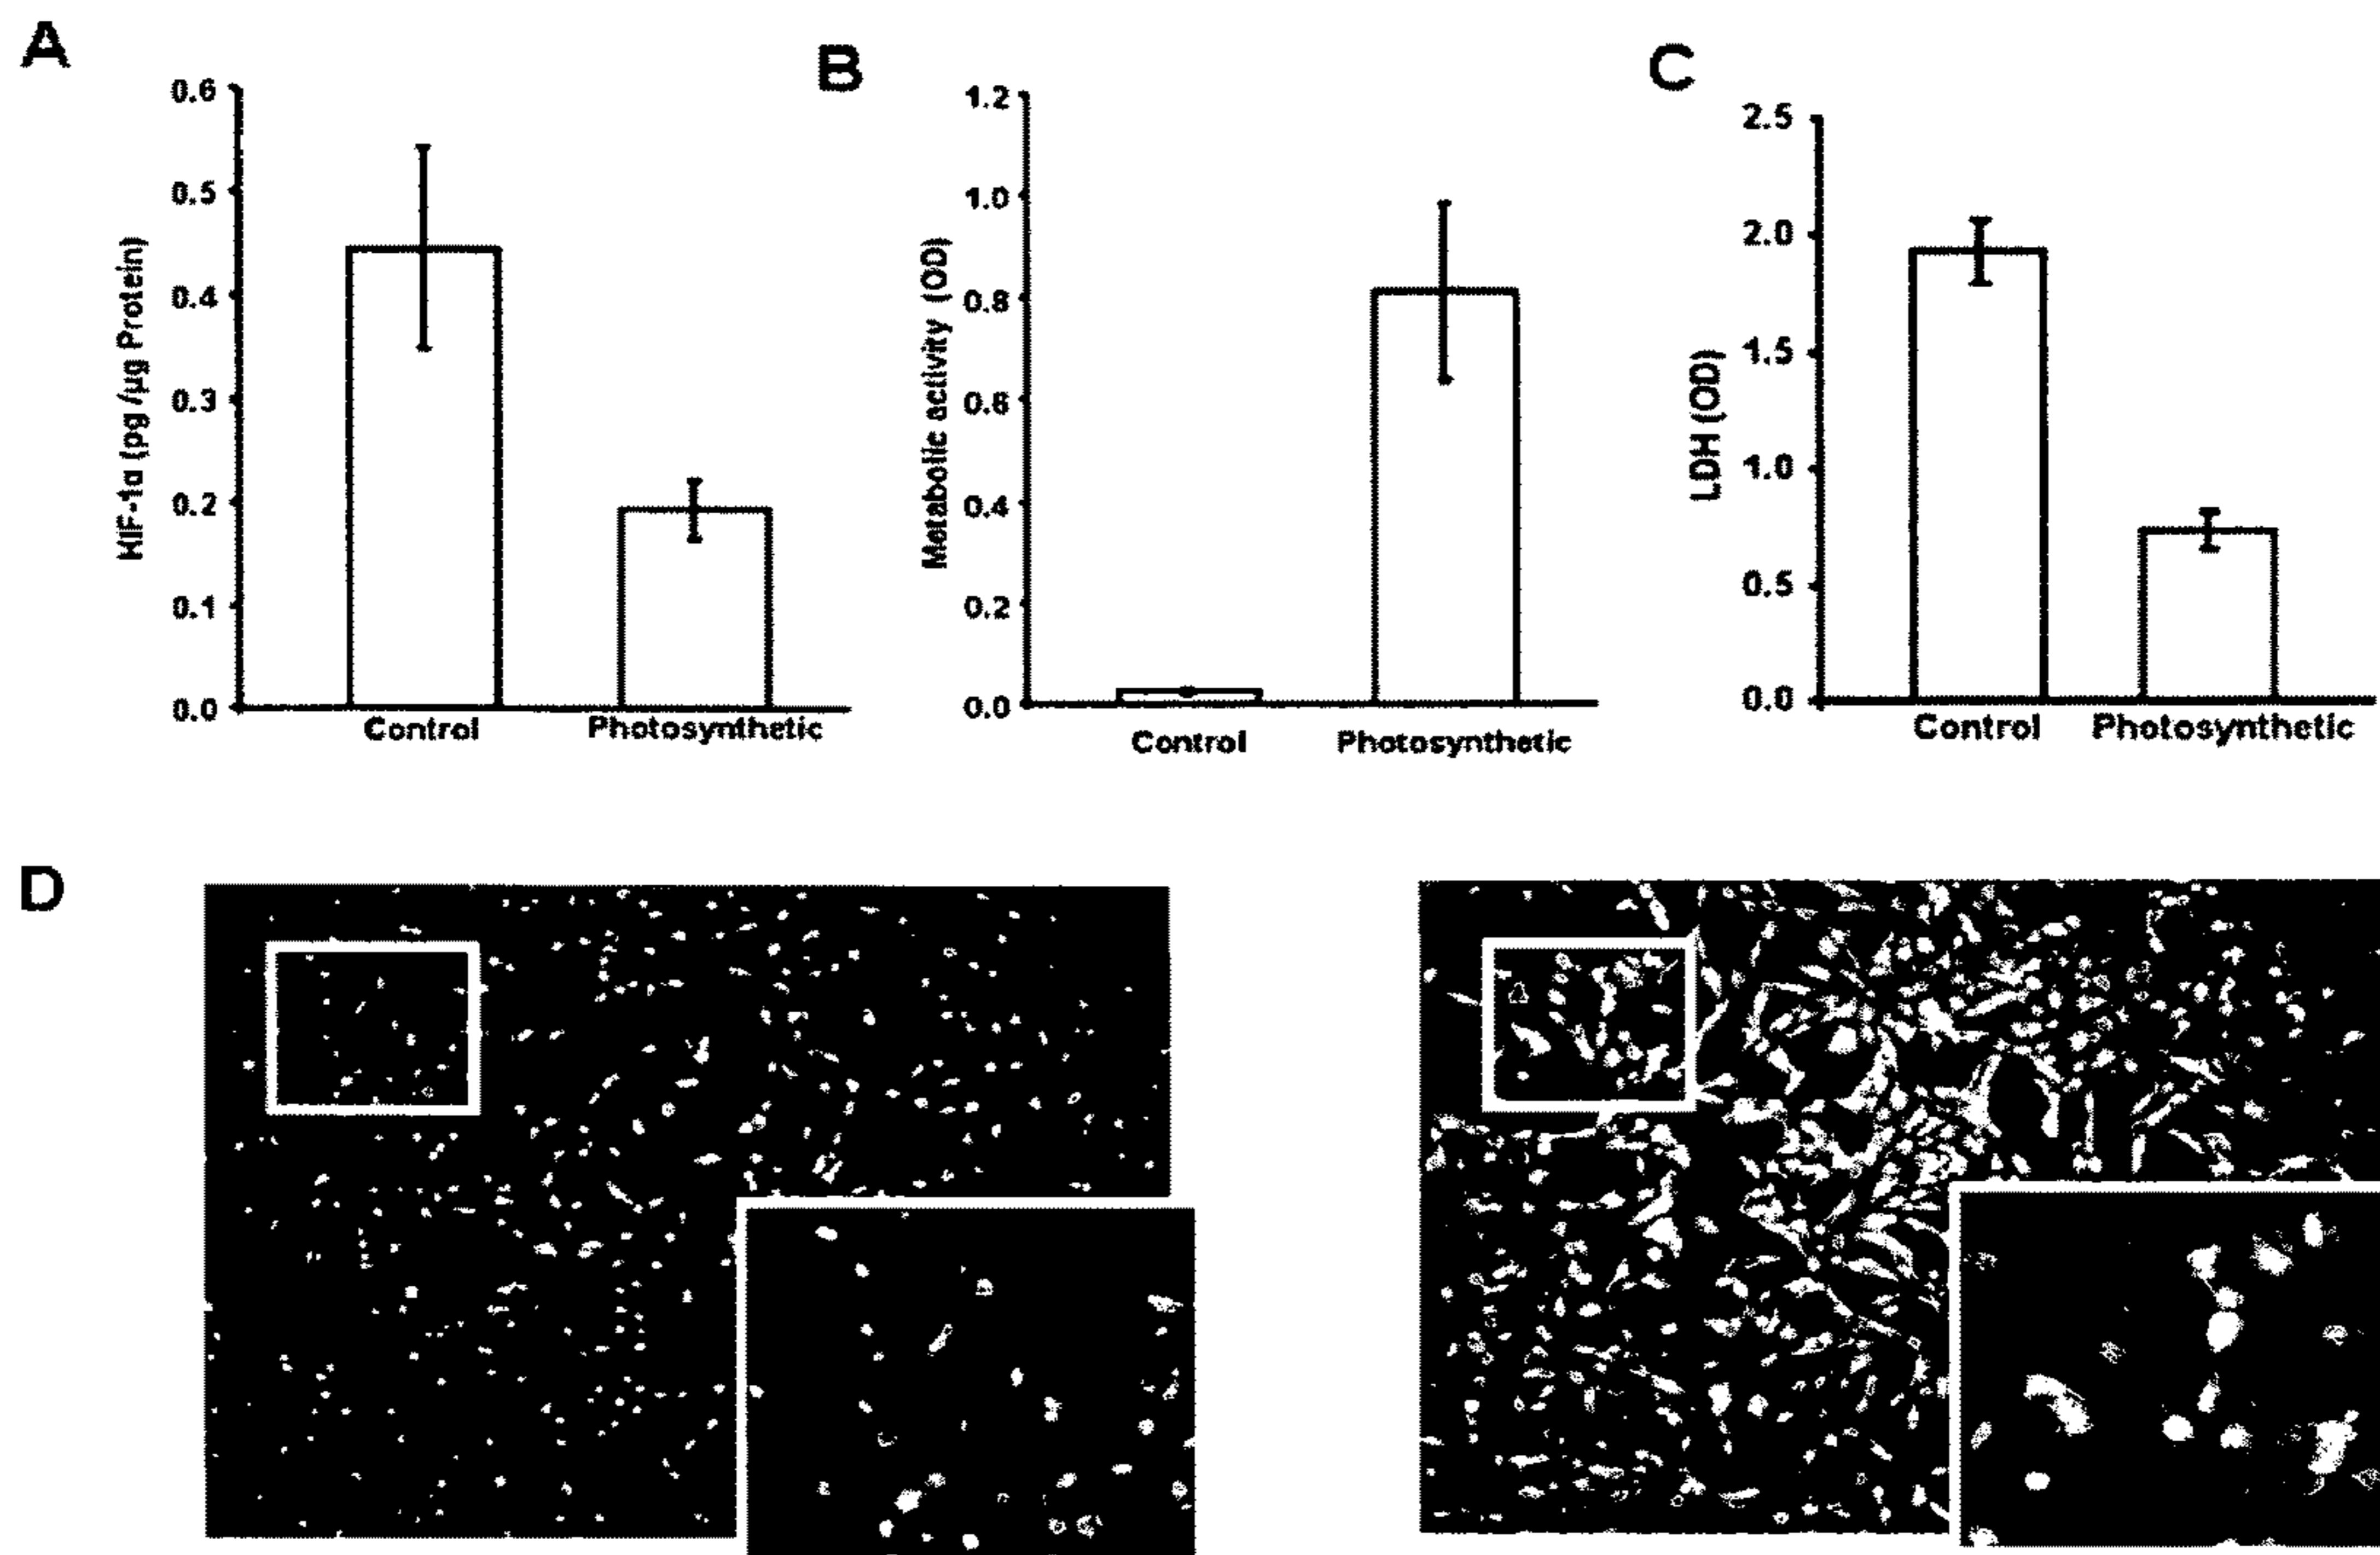 A
0.6
0.5
0.4
0.3
0.2
0.1
0.0
HIF-1α (pg /µg Protein)
Control
Photosynthetic
B
1.2
1.0
0.8
0.6
0.4
0.2
0.0
Metabolic activity (OD)
Control
Photosynthetic
C
2.5
2.0
1.5
1.0
0.5
0.0
LDH (OD)
Control
Photosynthetic
D